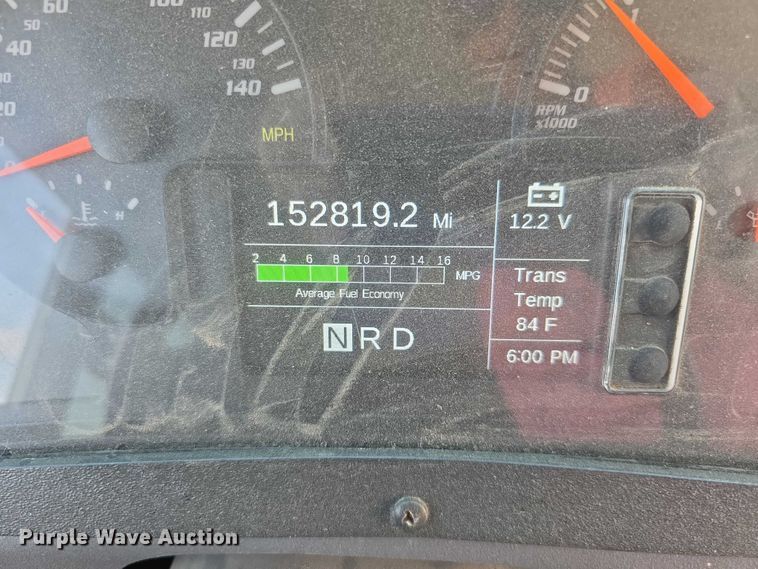 60
50
40
20
0
100
110
120
130
140
MPH
C H
1
0
RPM
x1000
152819.2 Mi
12.2 V
2 4 6 8 10 12 14 16
MPG
Average Fuel Economy
Trans
Temp
84 F
N R D
6:00 PM
Purple Wave Auction®